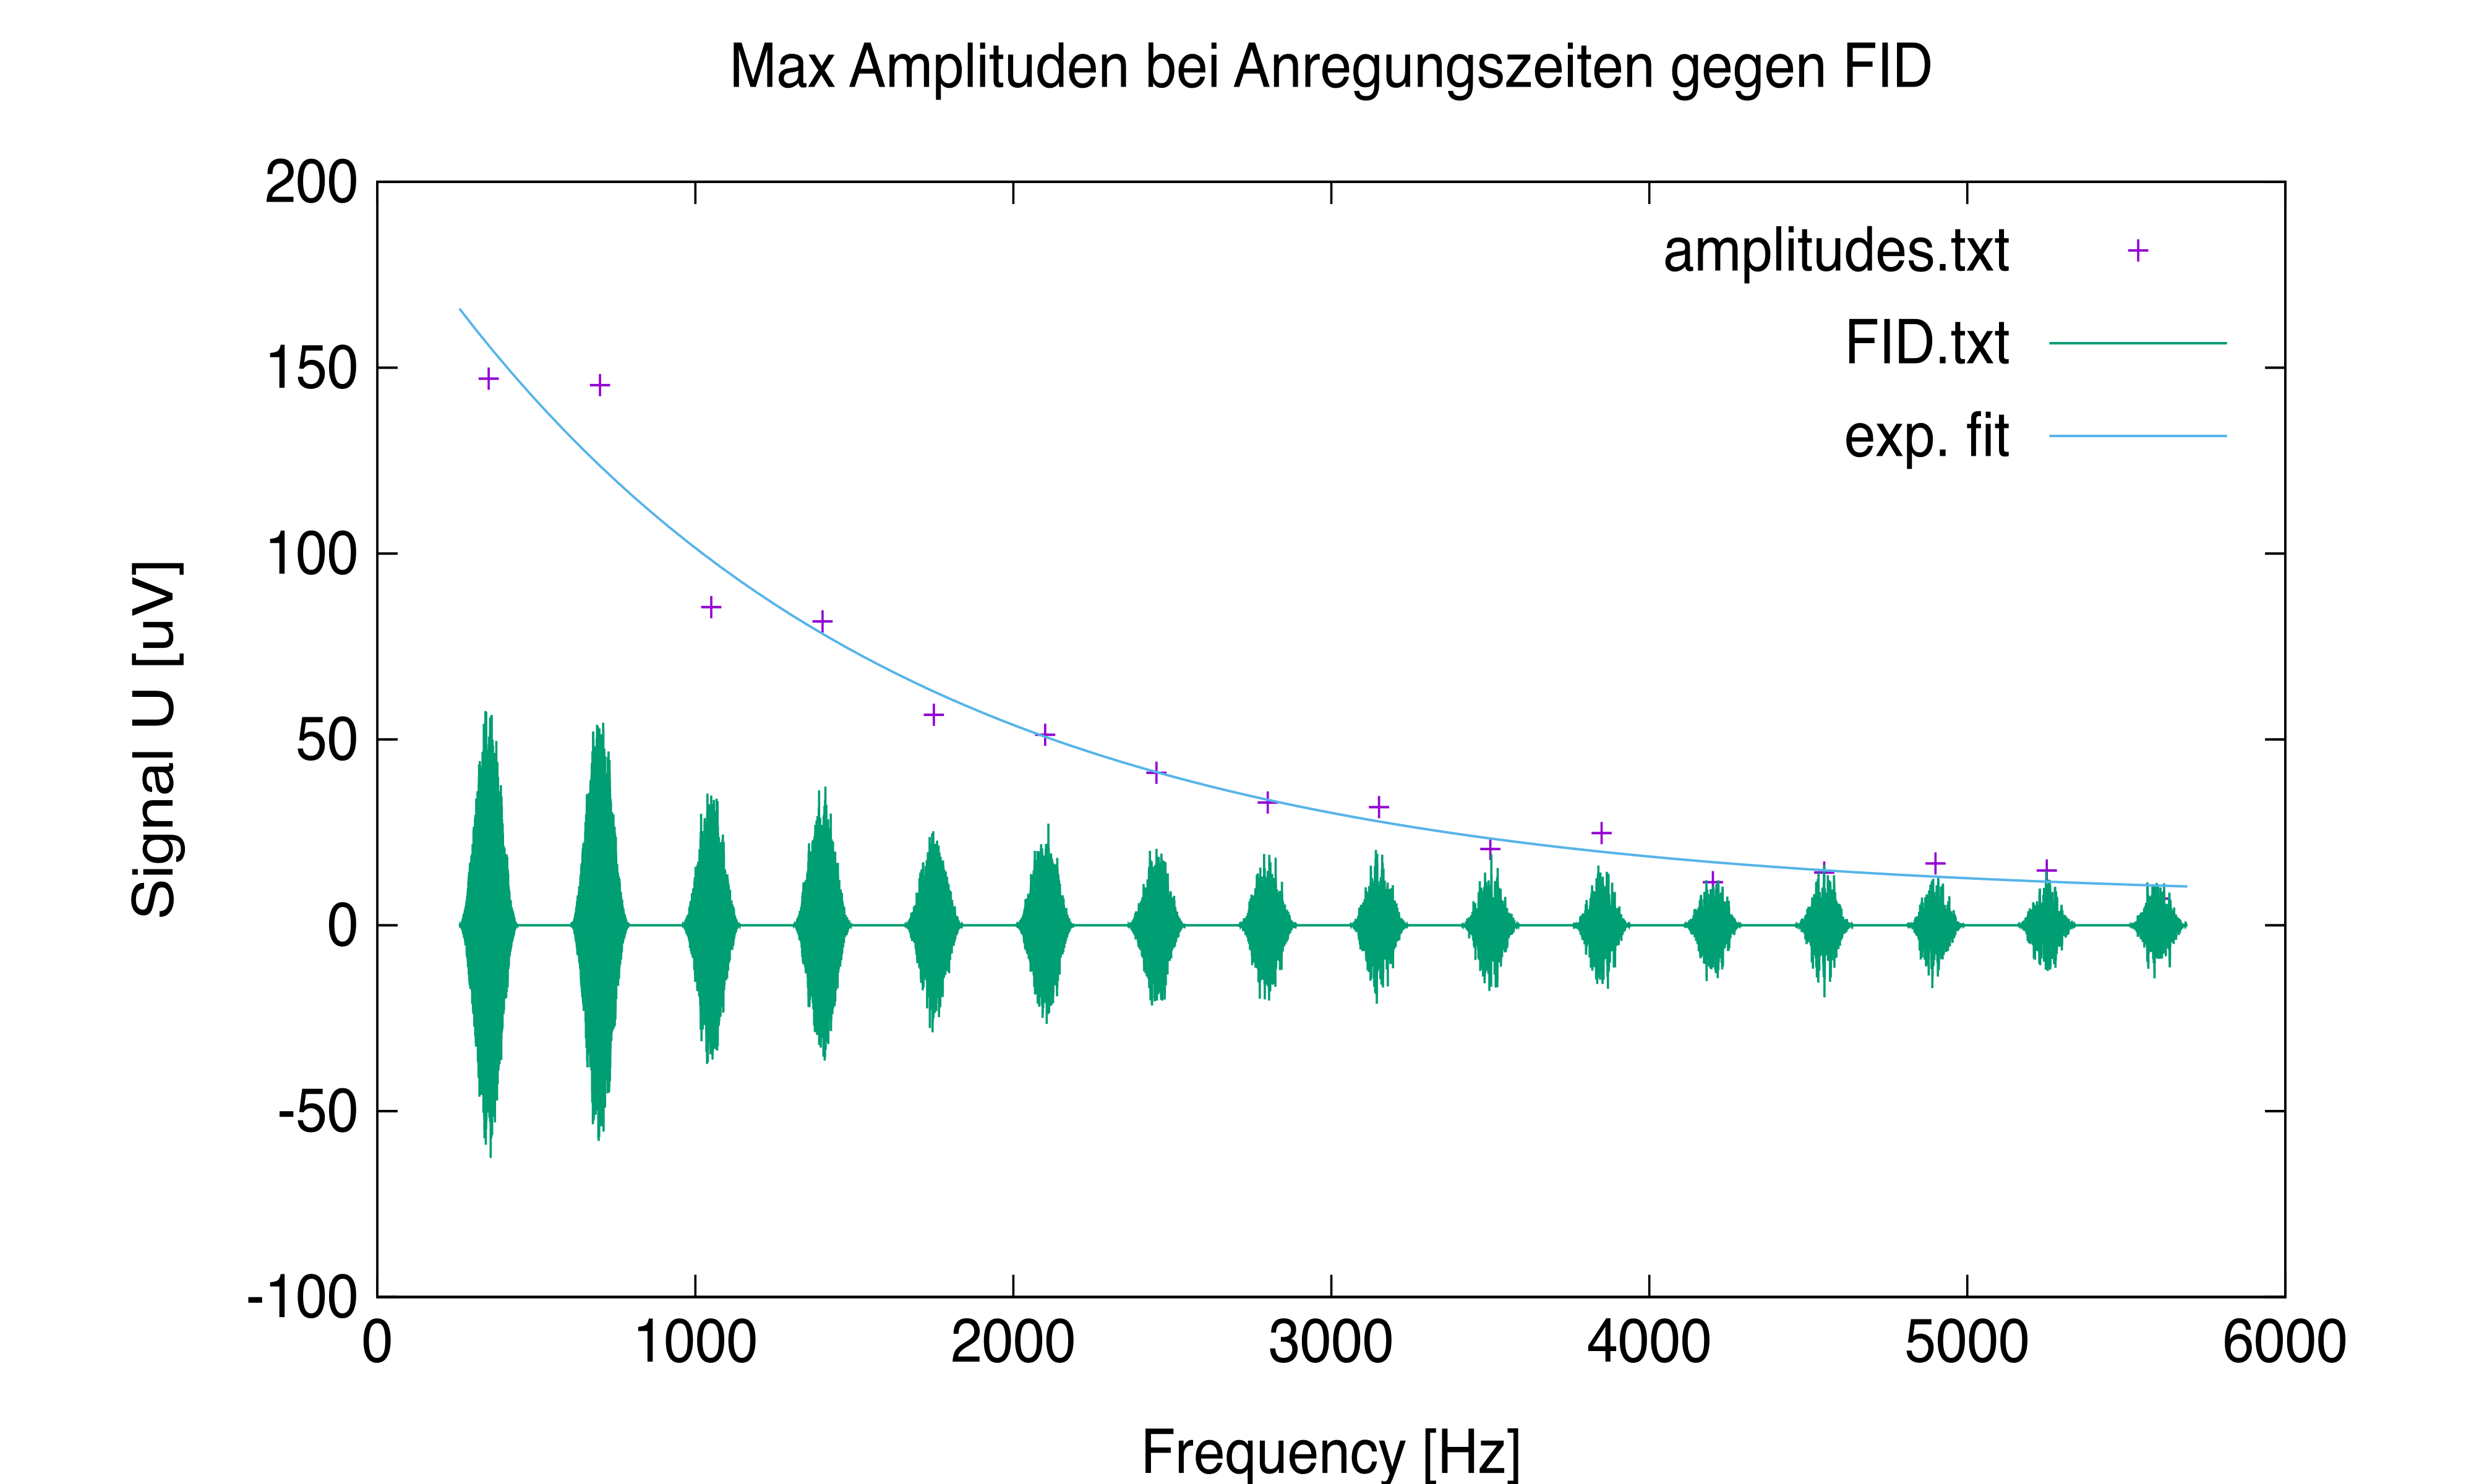 Max Amplituden bei Anregungszeiten gegen FID
200
150
100
50
0
-50
-100
Signal U [uV]
amplitudes.txt
FID.txt
exp. fit
0 1000 2000 3000 4000 5000 6000
Frequency [Hz]